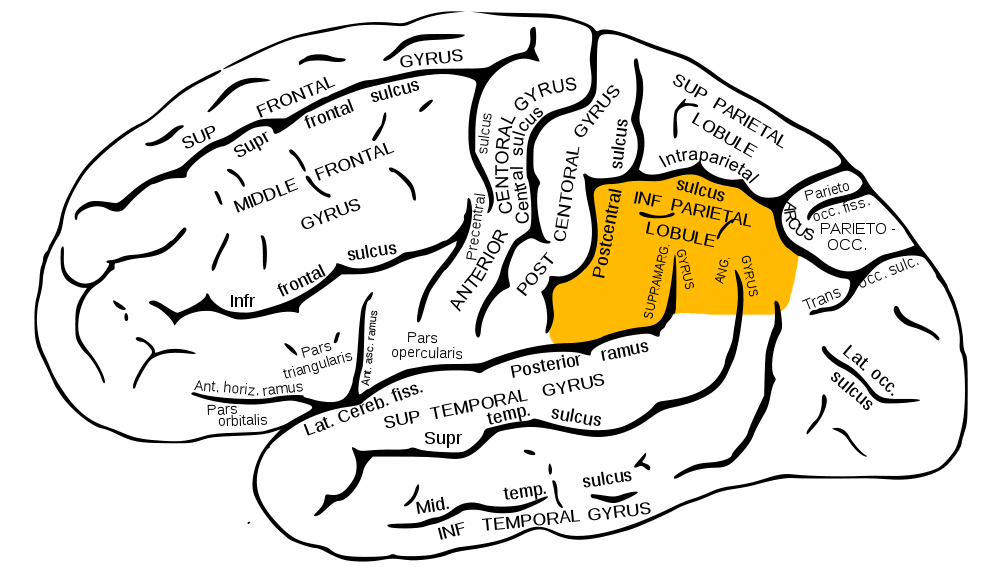 SUP FRONTAL GYRUS
Supr frontal sulcus
MIDDLE FRONTAL
GYRUS
Infr frontal sulcus
Precentral sulcus
ANTERIOR CENTORAL GYRUS
Central sulcus
POST CENTORAL GYRUS
Postcentral sulcus
SUP PARIETAL
LOBULE
Intraparietal
sulcus
INF PARIETAL
LOBULE
SUPRAMARG.
GYRUS
ANG.
GYRUS
Parieto
occ. fiss.
ARCUS
PARIETO -
OCC.
Trans occ. sulc.
Lat. occ.
sulcus
Pars
triangularis
Ant. asc. ramus
Pars
opercularis
Ant. horiz. ramus
Pars
orbitalis
Lat. Cereb. fiss.
Posterior ramus
SUP TEMPORAL GYRUS
Supr temp. sulcus
Mid. temp. sulcus
INF TEMPORAL GYRUS